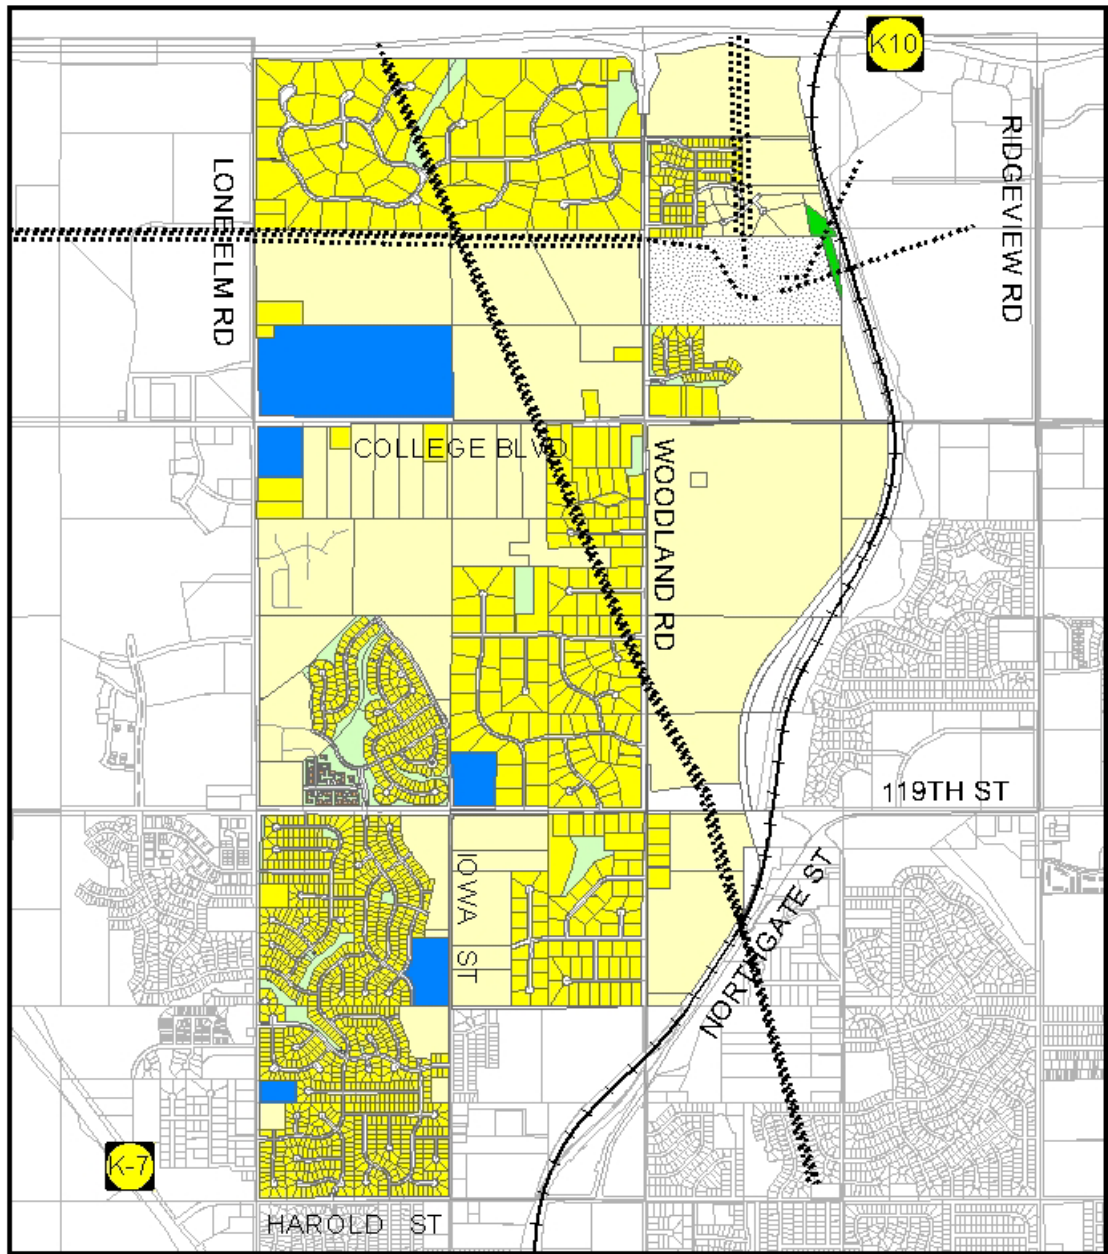 K10
RIDGEVIEW RD
LONE ELM RD
COLLEGE BLVD
WOODLAND RD
119TH ST
IOWA ST
NORTHGATE ST
K-7
HAROLD ST